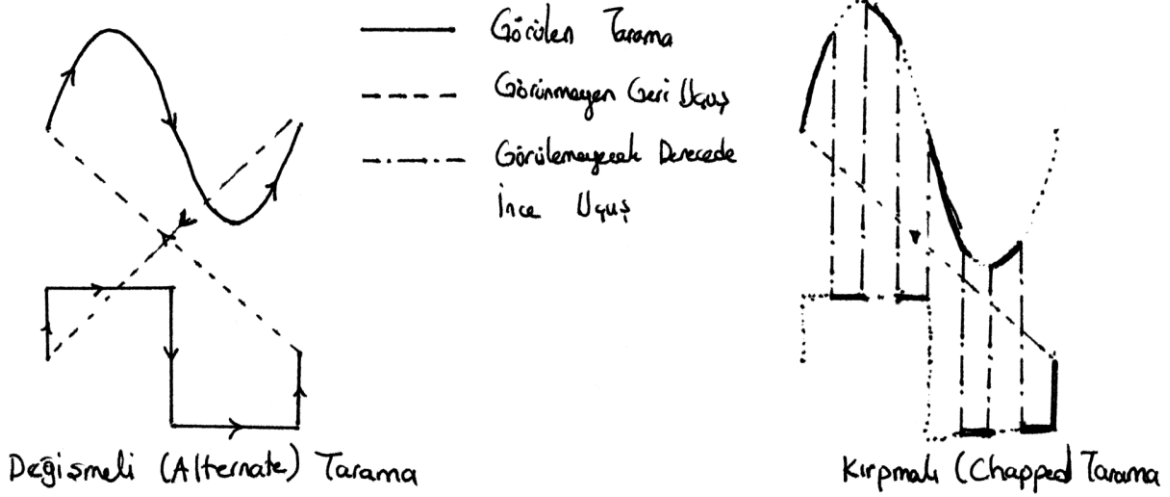 Görülen Tarama
Görünmeyen Geri Uçuş
Görülemeyecek Derecede
İnce Uçuş
Değişmeli (Alternate) Tarama
Kırpmalı (Chapped Tarama